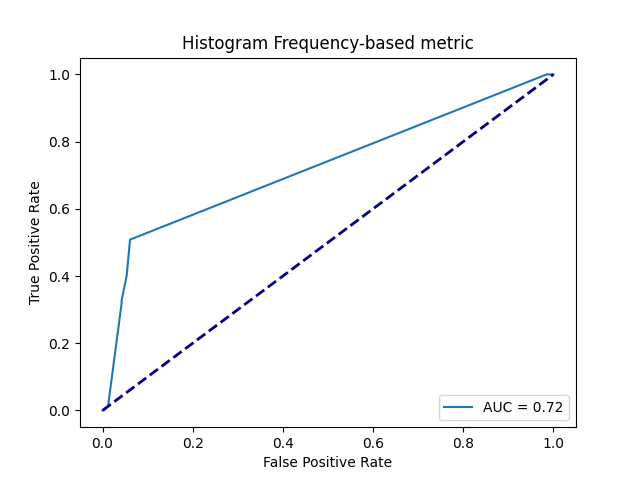 Histogram Frequency-based metric
True Positive Rate
1.0
0.8
0.6
0.4
0.2
0.0
AUC = 0.72
0.0 0.2 0.4 0.6 0.8 1.0
False Positive Rate